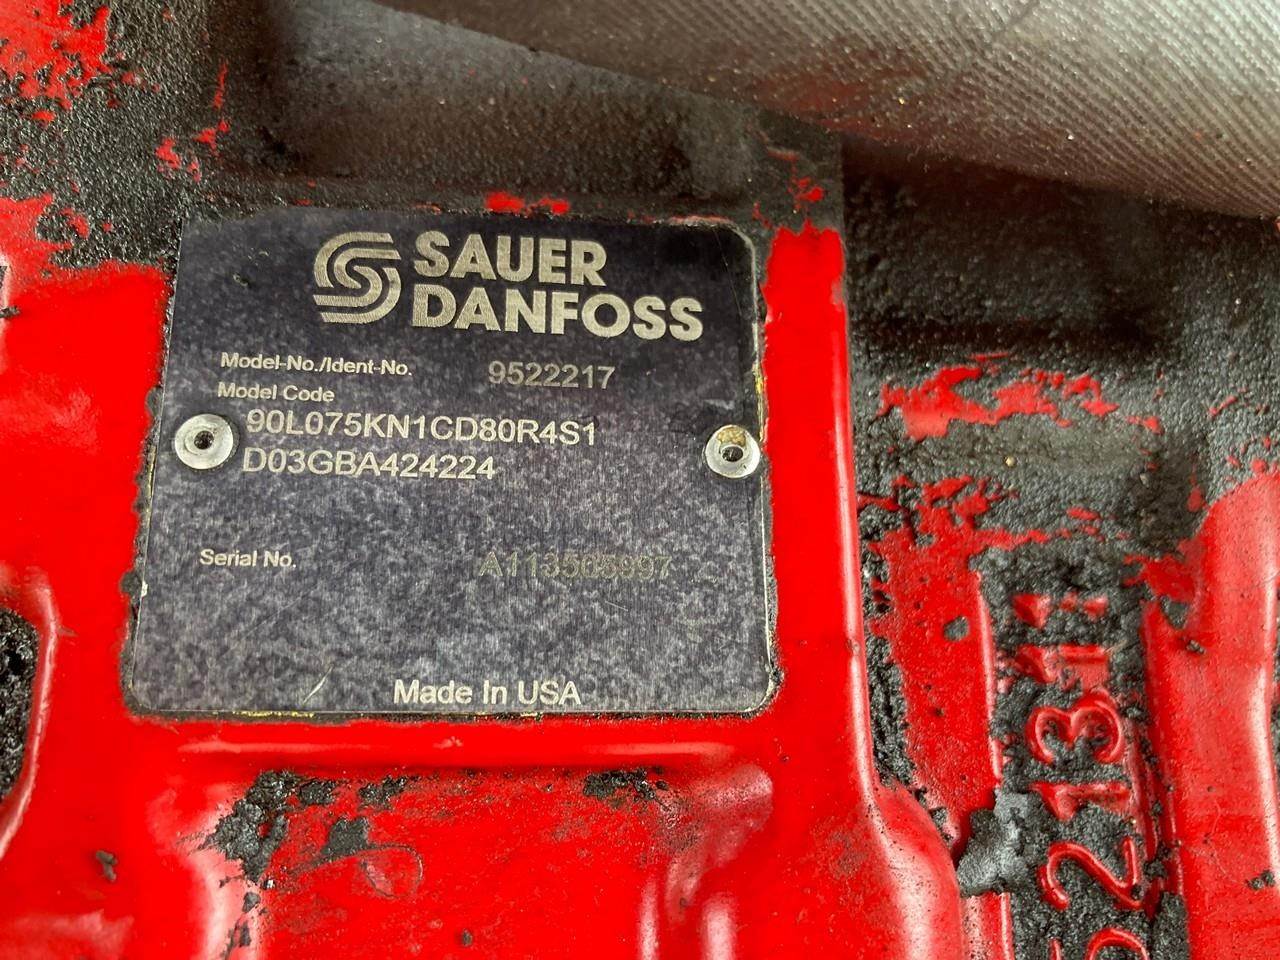 SAUER
DANFOSS
Model-No./Ident-No. 9522217
Model Code
90L075KN1CD80R4S1
D03GBA424224
Serial No.
Made In USA